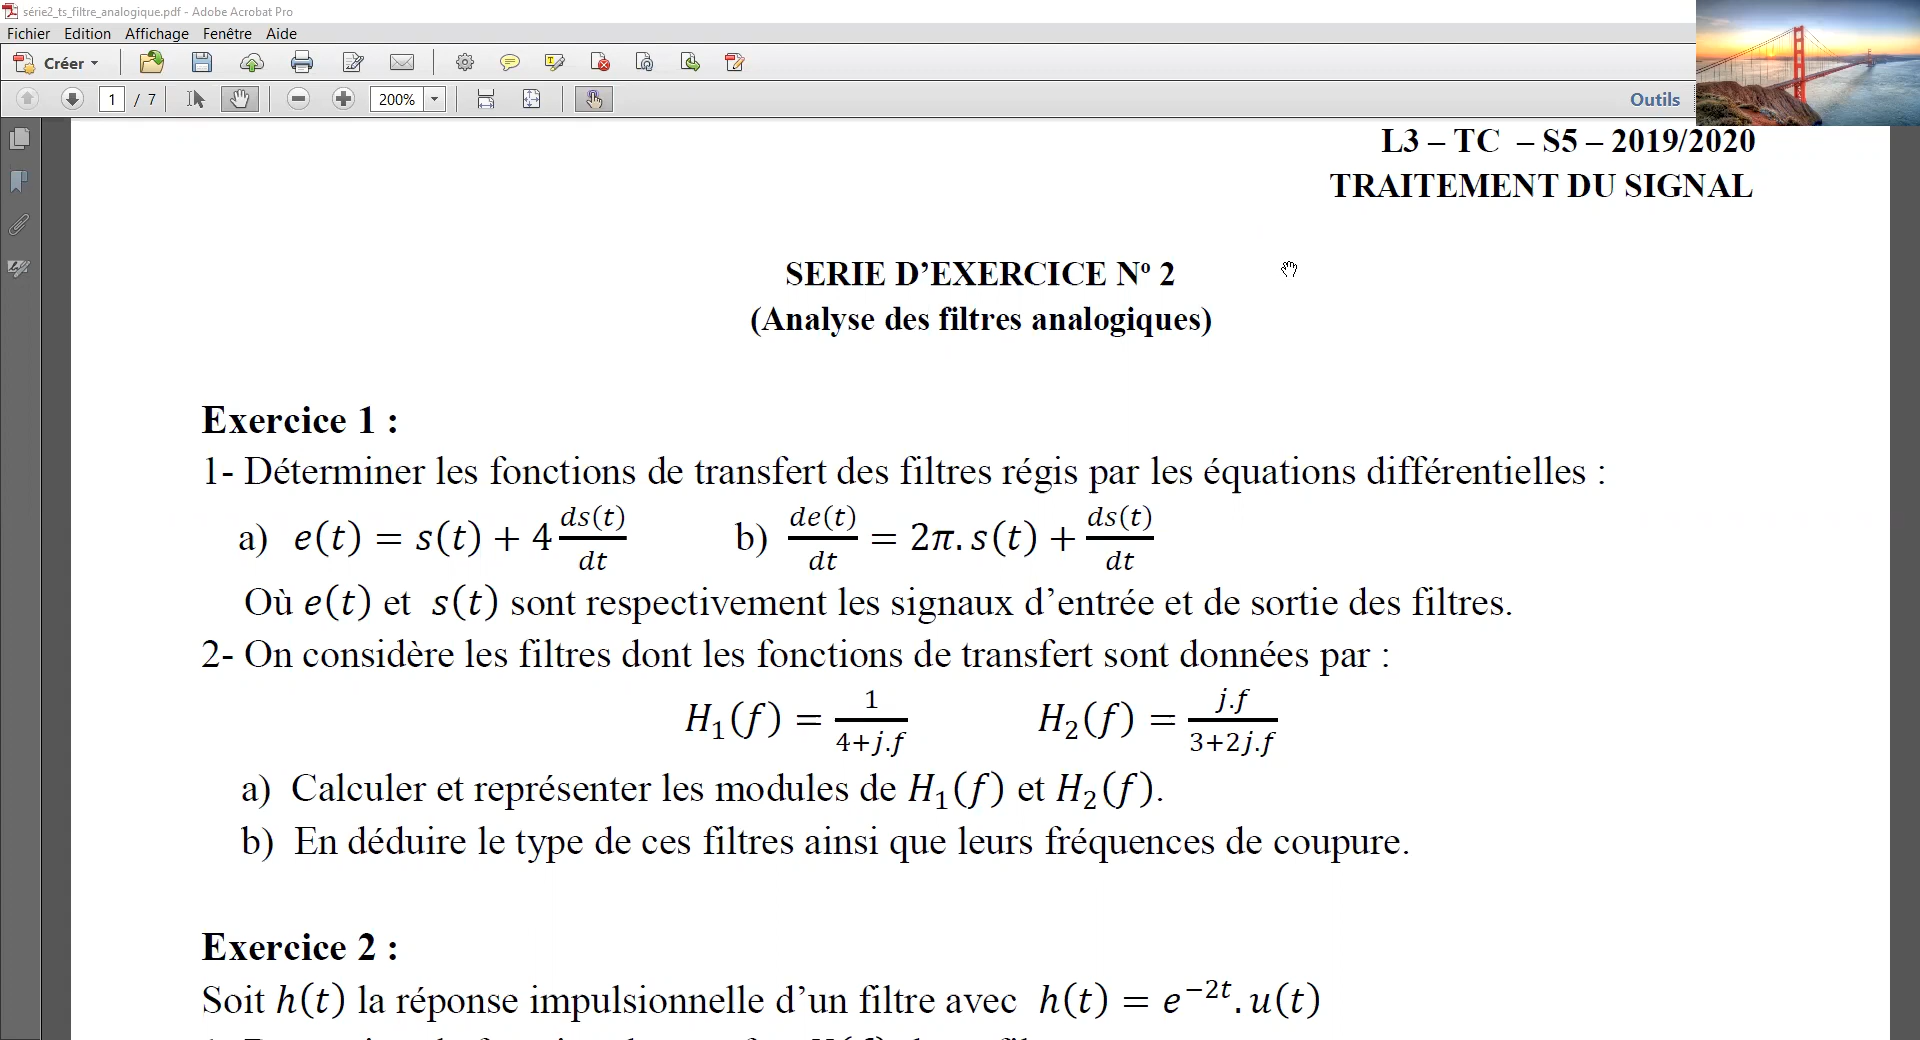 série2_ts_filtre_analogique.pdf - Adobe Acrobat Pro
Fichier Edition Affichage Fenêtre Aide
Créer
1 / 7 200% Outils
L3 – TC – S5 – 2019/2020
TRAITEMENT DU SIGNAL
SERIE D’EXERCICE Nº 2
(Analyse des filtres analogiques)
Exercice 1 :
1- Déterminer les fonctions de transfert des filtres régis par les équations différentielles :
a) e(t) = s(t) + 4 ds(t)/dt b) de(t)/dt = 2π. s(t) + ds(t)/dt
Où e(t) et s(t) sont respectivement les signaux d’entrée et de sortie des filtres.
2- On considère les filtres dont les fonctions de transfert sont données par :
H₁(f) = 1/(4+j.f) H₂(f) = j.f/(3+2j.f)
a) Calculer et représenter les modules de H₁(f) et H₂(f).
b) En déduire le type de ces filtres ainsi que leurs fréquences de coupure.
Exercice 2 :
Soit h(t) la réponse impulsionnelle d’un filtre avec h(t) = e⁻²ᵗ. u(t)